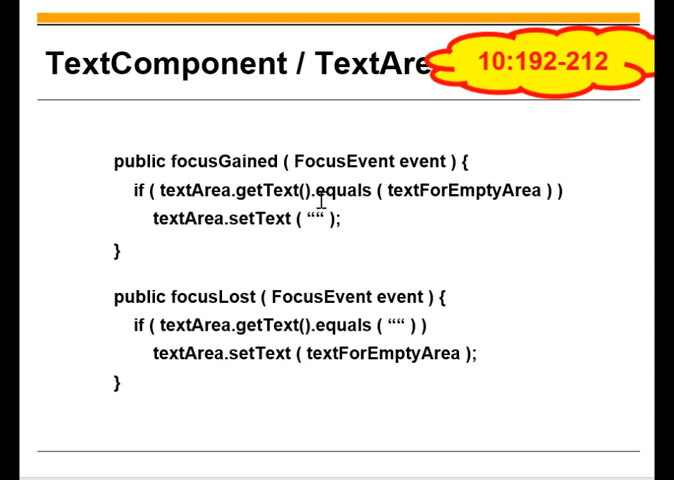 TextComponent / TextAre
10:192-212
public focusGained ( FocusEvent event ) {
if ( textArea.getText().equals ( textForEmptyArea ) )
textArea.setText ( ““ );
}
public focusLost ( FocusEvent event ) {
if ( textArea.getText().equals ( ““ ) )
textArea.setText ( textForEmptyArea );
}